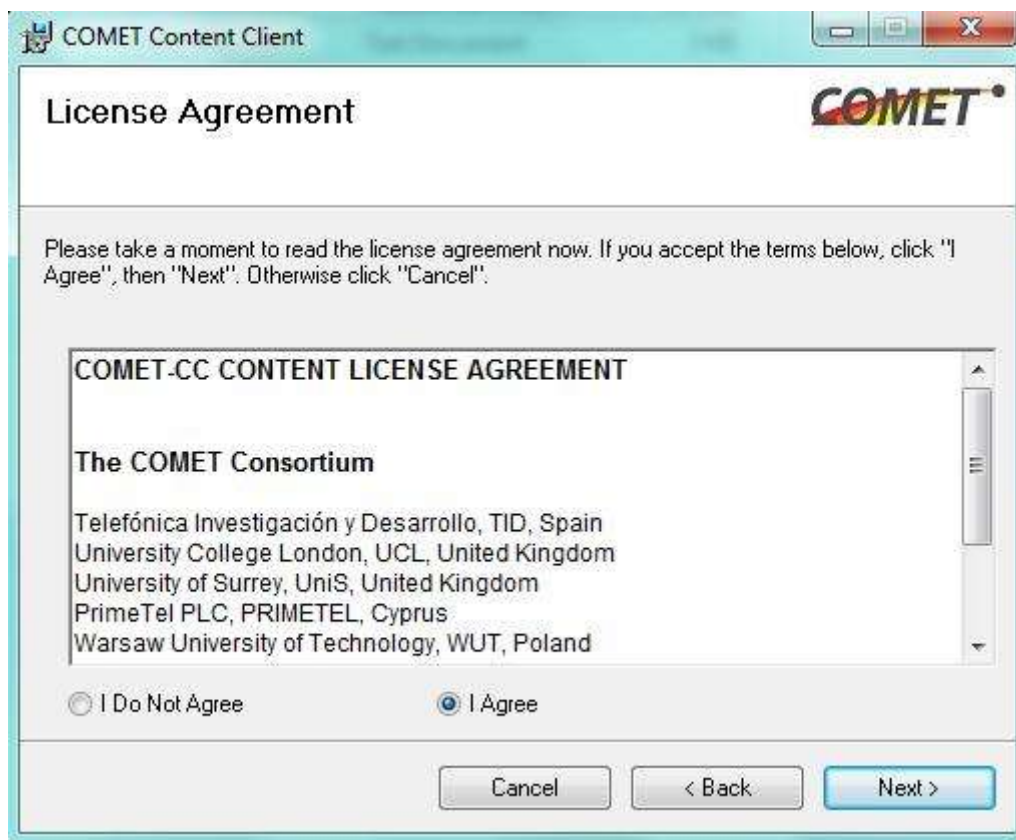 COMET Content Client
License Agreement
COMET
Please take a moment to read the license agreement now. If you accept the terms below, click "I
Agree", then "Next". Otherwise click "Cancel".
COMET-CC CONTENT LICENSE AGREEMENT
The COMET Consortium
Telefónica Investigación y Desarrollo, TID, Spain
University College London, UCL, United Kingdom
University of Surrey, UniS, United Kingdom
PrimeTel PLC, PRIMETEL, Cyprus
Warsaw University of Technology, WUT, Poland
I Do Not Agree
I Agree
Cancel
< Back
Next >